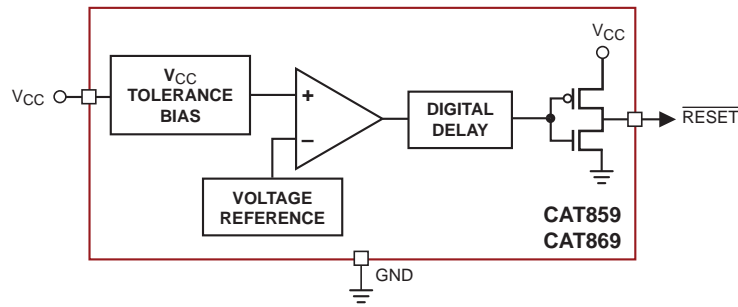 VCC
VCC
TOLERANCE
BIAS
+
−
VOLTAGE
REFERENCE
DIGITAL
DELAY
VCC
RESET
CAT859
CAT869
GND